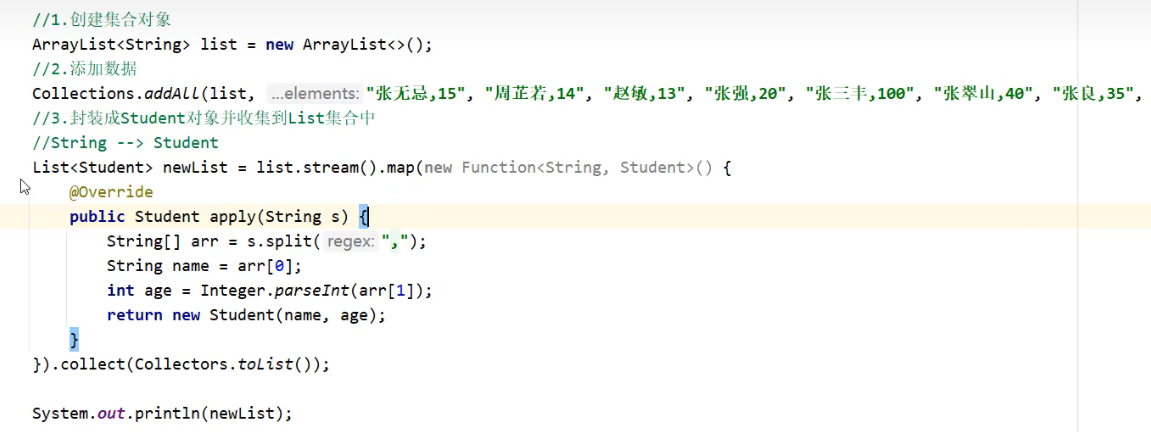 //1.创建集合对象
ArrayList<String> list = new ArrayList<>();
//2.添加数据
Collections.addAll(list, ...elements: "张无忌,15", "周芷若,14", "赵敏,13", "张强,20", "张三丰,100", "张翠山,40", "张良,35",
//3.封装成Student对象并收集到List集合中
//String --> Student
List<Student> newList = list.stream().map(new Function<String, Student>() {
@Override
public Student apply(String s) {
String[] arr = s.split( regex: ",");
String name = arr[0];
int age = Integer.parseInt(arr[1]);
return new Student(name, age);
}
}).collect(Collectors.toList());
System.out.println(newList);